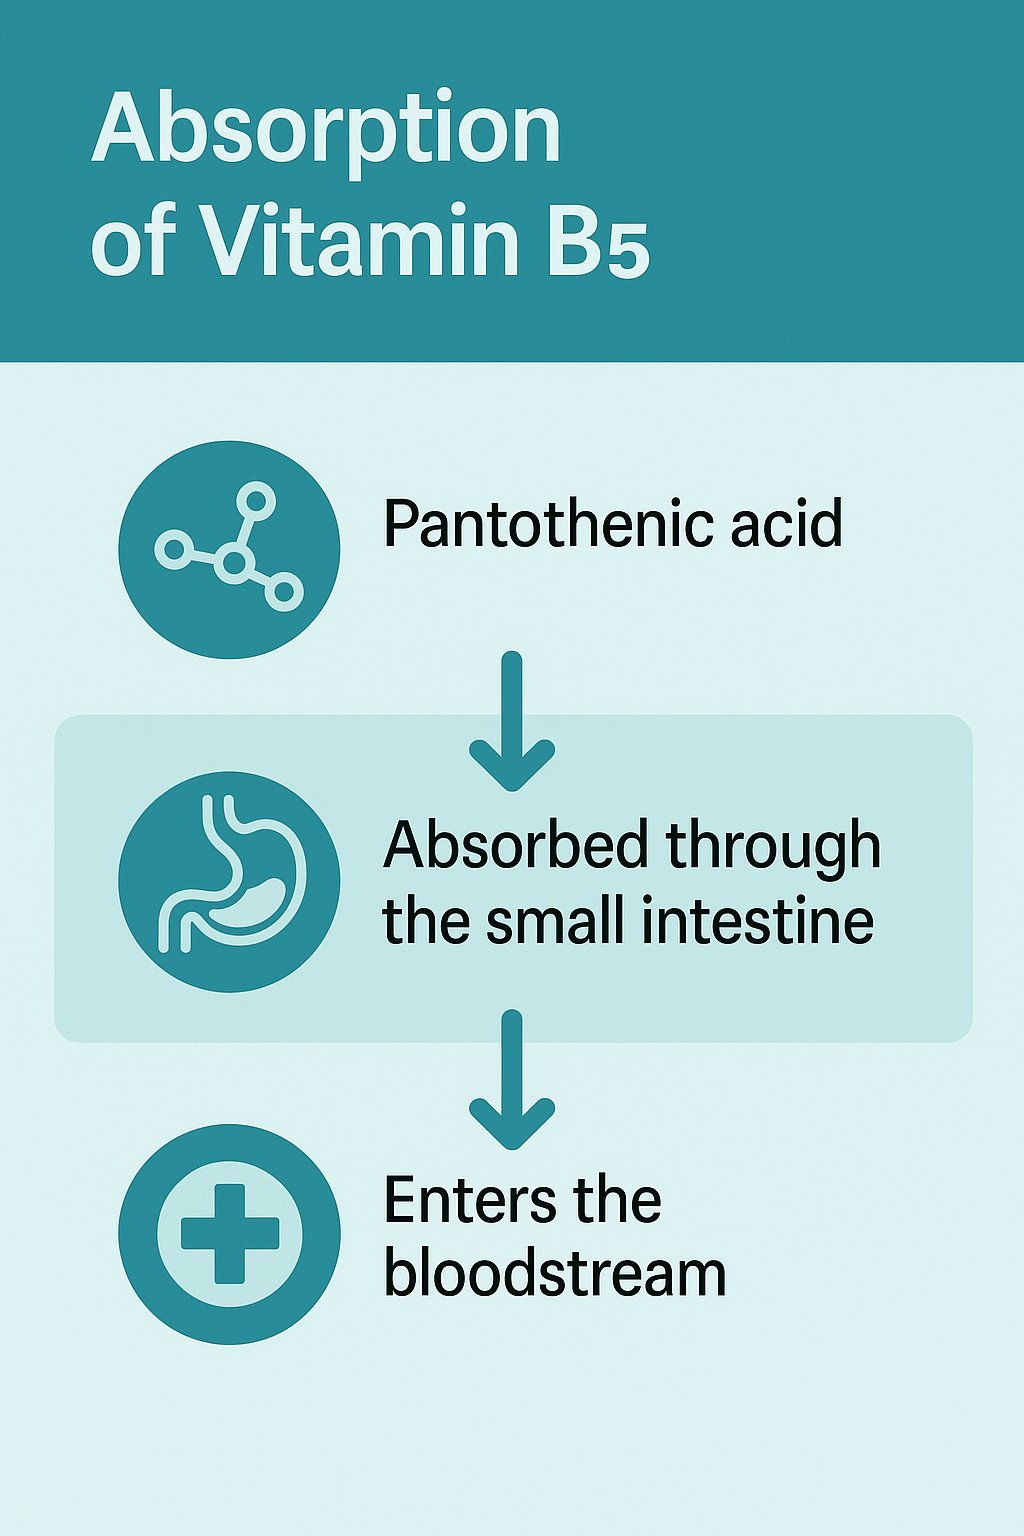 Absorption
of Vitamin B5
Pantothenic acid
Absorbed through
the small intestine
Enters the
bloodstream